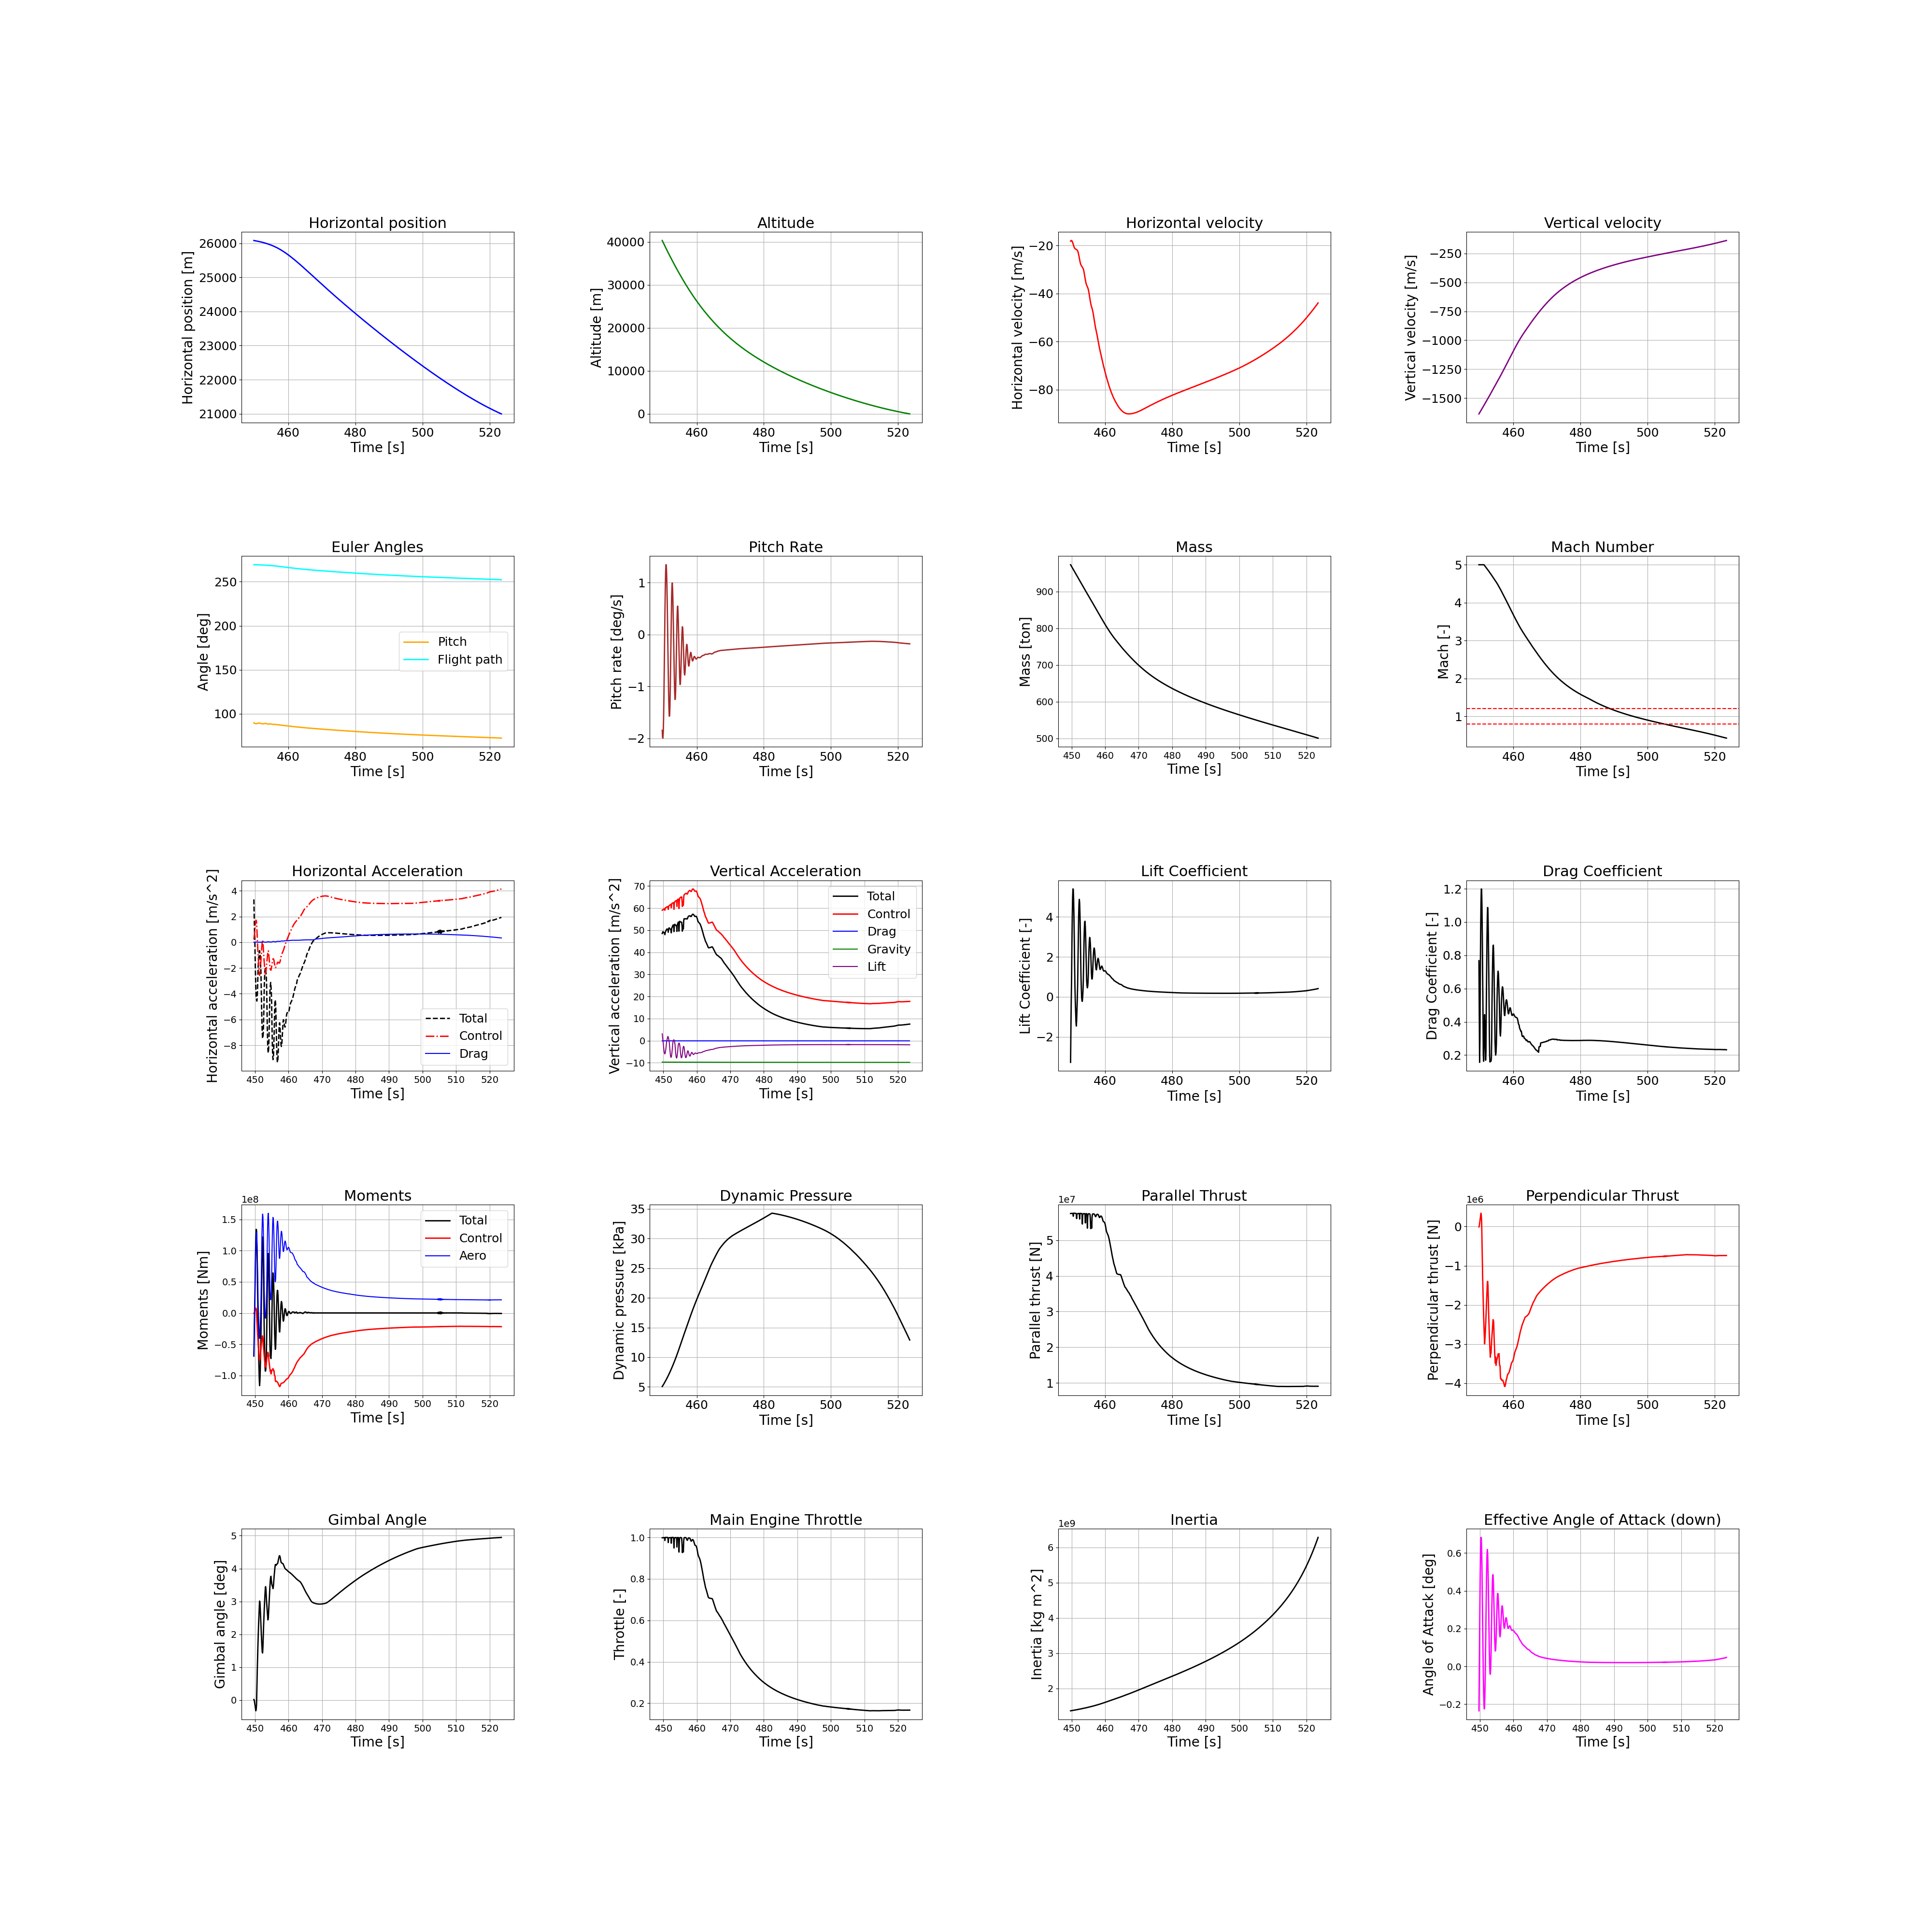 Horizontal position
Horizontal position [m]
26000
25000
24000
23000
22000
21000
460 480 500 520
Time [s]
Altitude
Altitude [m]
40000
30000
20000
10000
0
460 480 500 520
Time [s]
Horizontal velocity
Horizontal velocity [m/s]
−20
−40
−60
−80
460 480 500 520
Time [s]
Vertical velocity
Vertical velocity [m/s]
−250
−500
−750
−1000
−1250
−1500
460 480 500 520
Time [s]
Euler Angles
Angle [deg]
250
200
150
100
Pitch
Flight path
460 480 500 520
Time [s]
Pitch Rate
Pitch rate [deg/s]
1
0
−1
−2
460 480 500 520
Time [s]
Mass
Mass [ton]
900
800
700
600
500
450 460 470 480 490 500 510 520
Time [s]
Mach Number
Mach [-]
5
4
3
2
1
460 480 500 520
Time [s]
Horizontal Acceleration
Horizontal acceleration [m/s^2]
4
2
0
−2
−4
−6
−8
Total
Control
Drag
450 460 470 480 490 500 510 520
Time [s]
Vertical Acceleration
Vertical acceleration [m/s^2]
70
60
50
40
30
20
10
0
−10
Total
Control
Drag
Gravity
Lift
450 460 470 480 490 500 510 520
Time [s]
Lift Coefficient
Lift Coefficient [-]
4
2
0
−2
460 480 500 520
Time [s]
Drag Coefficient
Drag Coefficient [-]
1.2
1.0
0.8
0.6
0.4
0.2
460 480 500 520
Time [s]
Moments
1e8
Moments [Nm]
1.5
1.0
0.5
0.0
−0.5
−1.0
Total
Control
Aero
450 460 470 480 490 500 510 520
Time [s]
Dynamic Pressure
Dynamic pressure [kPa]
35
30
25
20
15
10
5
460 480 500 520
Time [s]
Parallel Thrust
1e7
Parallel thrust [N]
5
4
3
2
1
460 480 500 520
Time [s]
Perpendicular Thrust
1e6
Perpendicular thrust [N]
0
−1
−2
−3
−4
460 480 500 520
Time [s]
Gimbal Angle
Gimbal angle [deg]
5
4
3
2
1
0
450 460 470 480 490 500 510 520
Time [s]
Main Engine Throttle
Throttle [-]
1.0
0.8
0.6
0.4
0.2
450 460 470 480 490 500 510 520
Time [s]
Inertia
1e9
Inertia [kg m^2]
6
5
4
3
2
450 460 470 480 490 500 510 520
Time [s]
Effective Angle of Attack (down)
Angle of Attack [deg]
0.6
0.4
0.2
0.0
−0.2
450 460 470 480 490 500 510 520
Time [s]